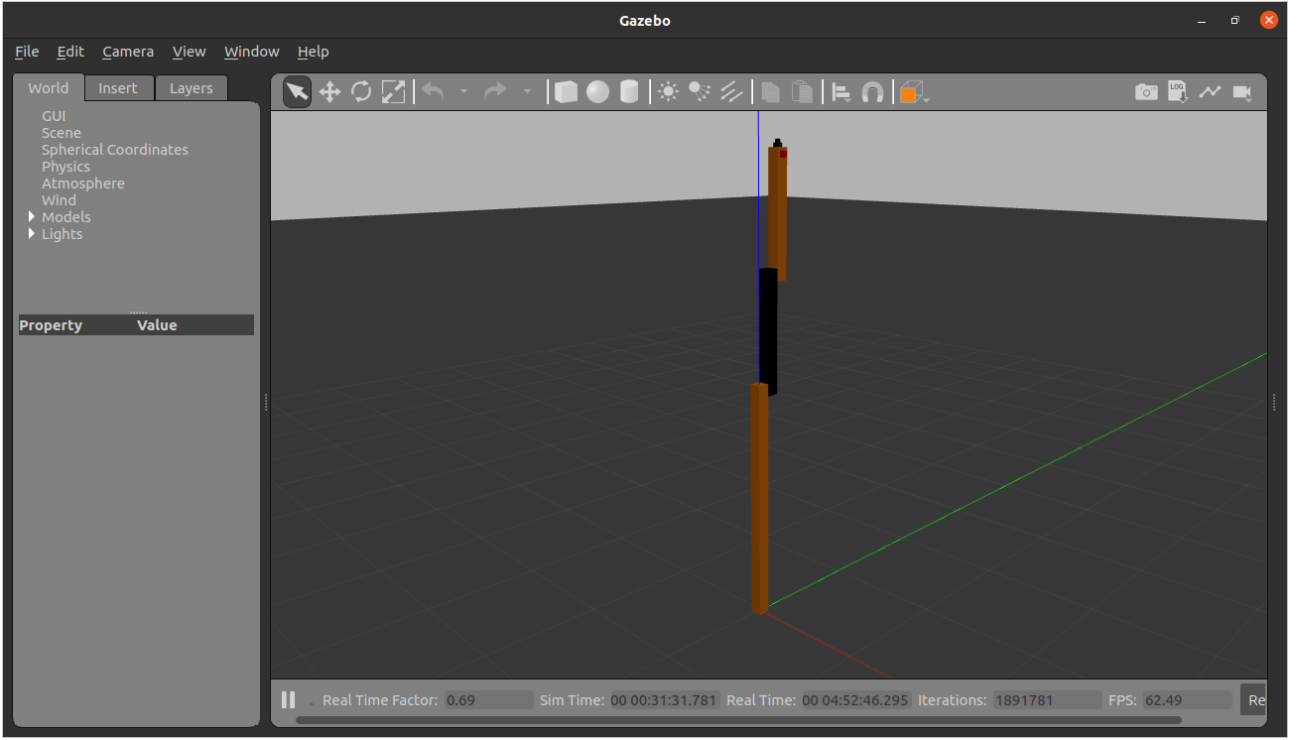 Gazebo
File Edit Camera View Window Help
World Insert Layers
LOG
GUI
Scene
Spherical Coordinates
Physics
Atmosphere
Wind
Models
Lights
Property Value
Real Time Factor: 0.69 Sim Time: 00 00:31:31.781 Real Time: 00 04:52:46.295 Iterations: 1891781 FPS: 62.49 Re